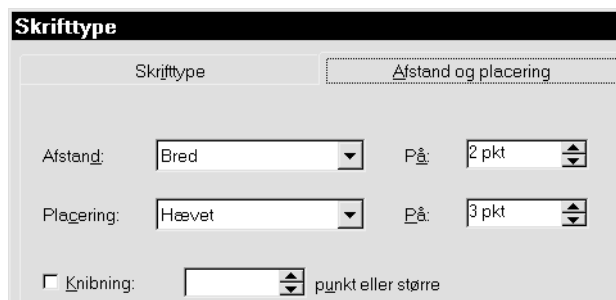 Skrifttype
Skrifttype Afstand og placering
Afstand: Bred På: 2 pkt
Placering: Hævet På: 3 pkt
Knibning: punkt eller større